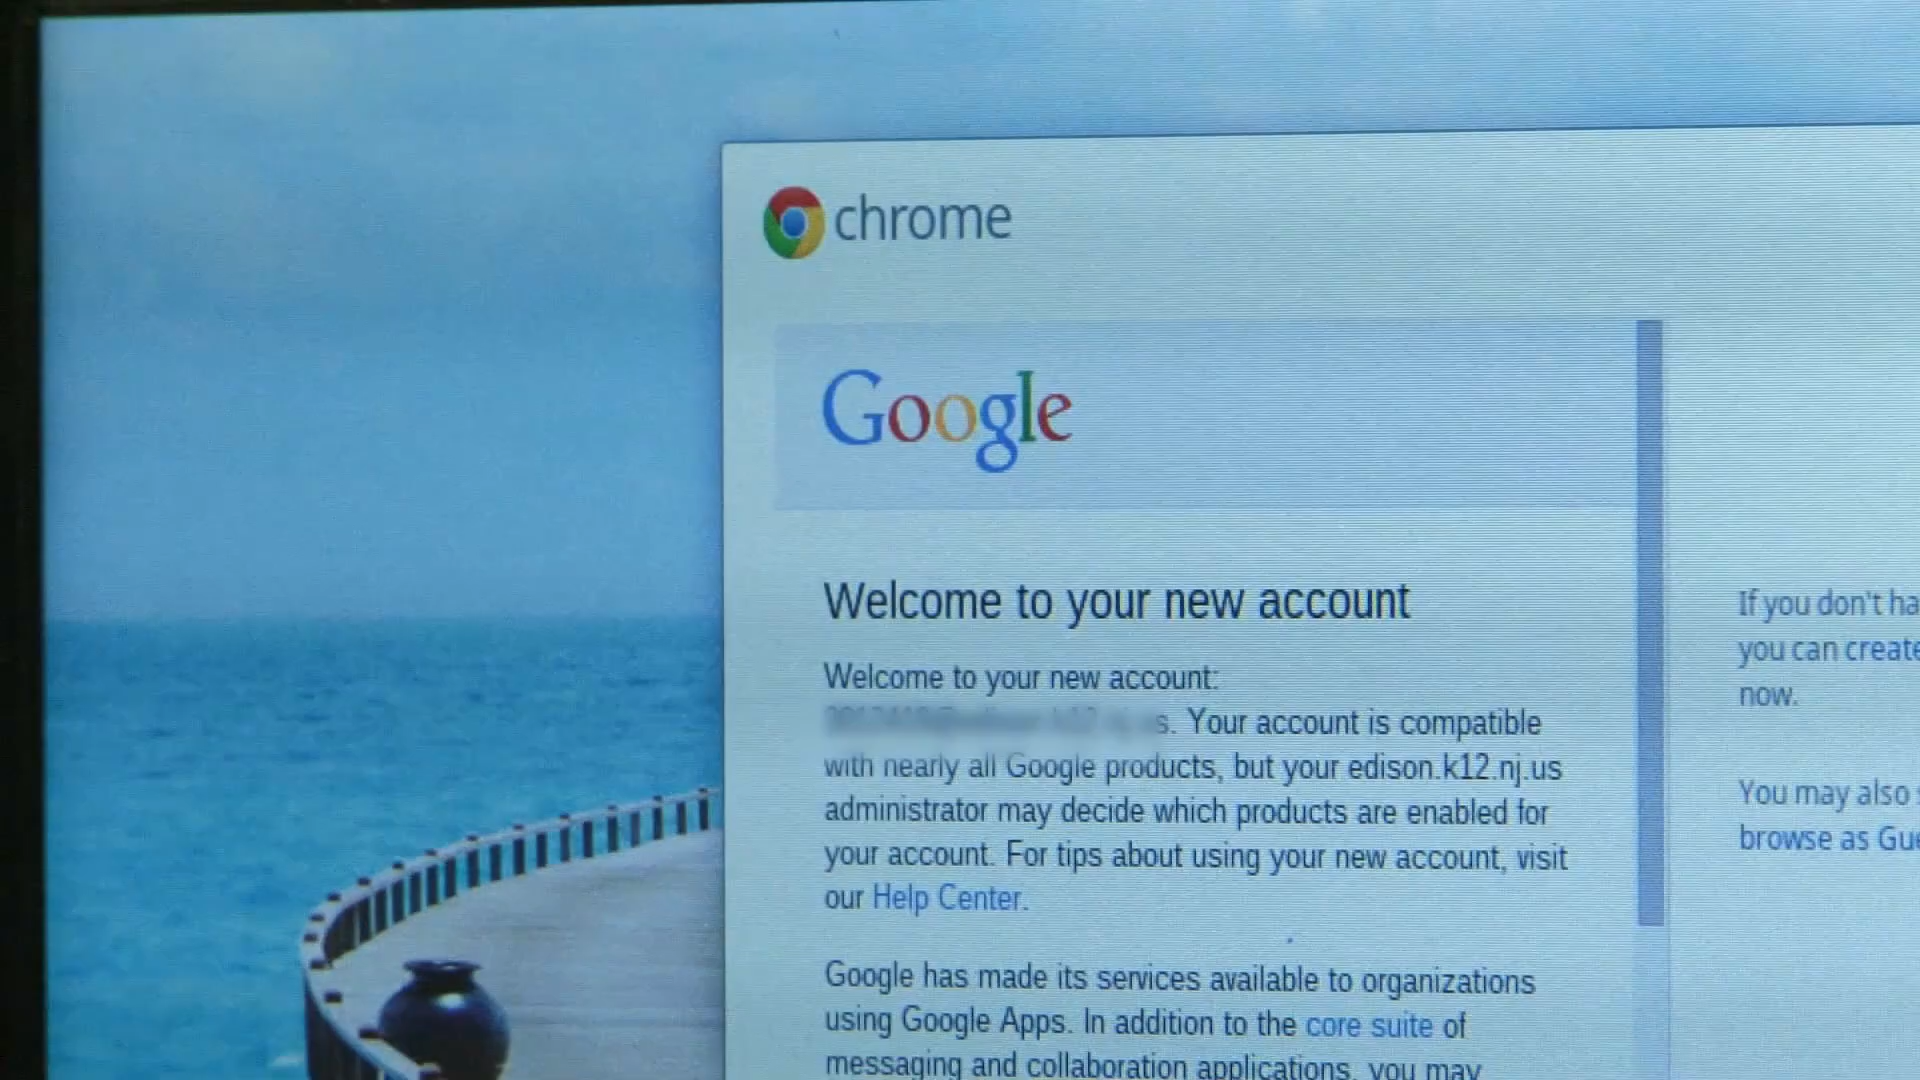 chrome
Google
Welcome to your new account
Welcome to your new account:
s. Your account is compatible
with nearly all Google products, but your edison.k12.nj.us
administrator may decide which products are enabled for
your account. For tips about using your new account, visit
our Help Center.
Google has made its services available to organizations
using Google Apps. In addition to the core suite of
messaging and collaboration applications, you may
If you don't ha
you can create
now.
You may also
browse as Gue